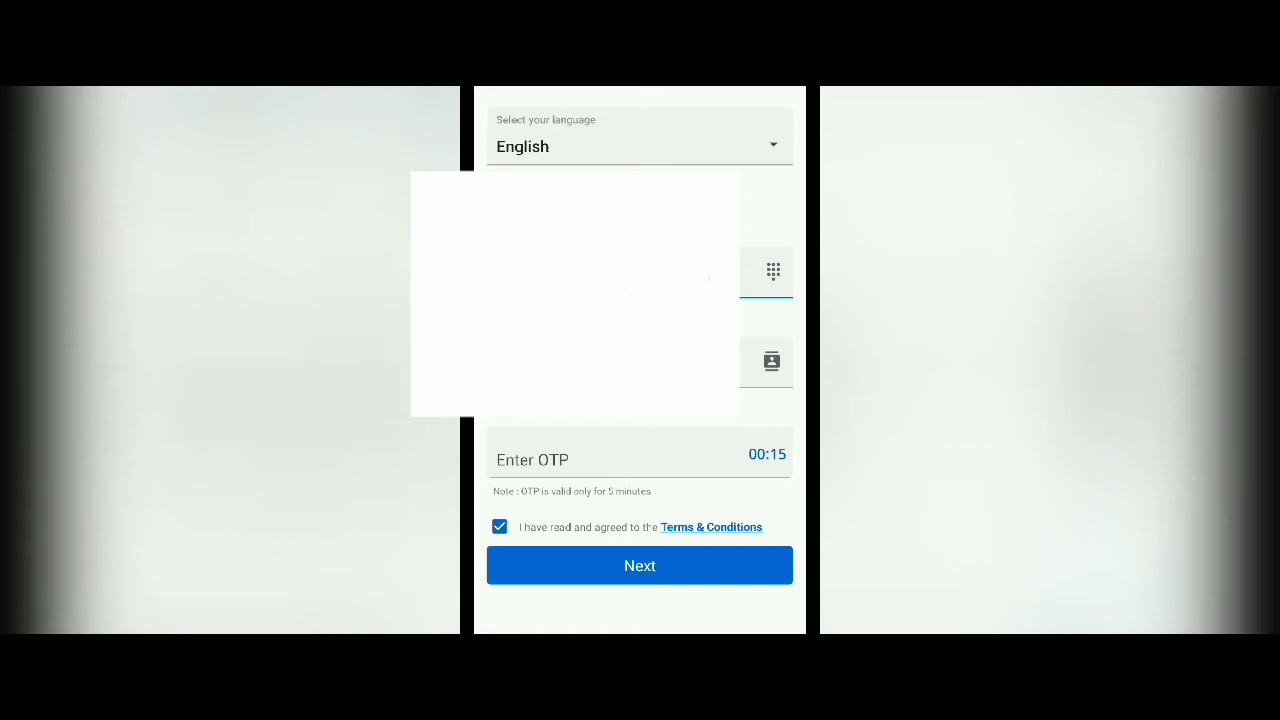 Select your language
English
Enter OTP
00:15
Note : OTP is valid only for 5 minutes
I have read and agreed to the Terms & Conditions
Next